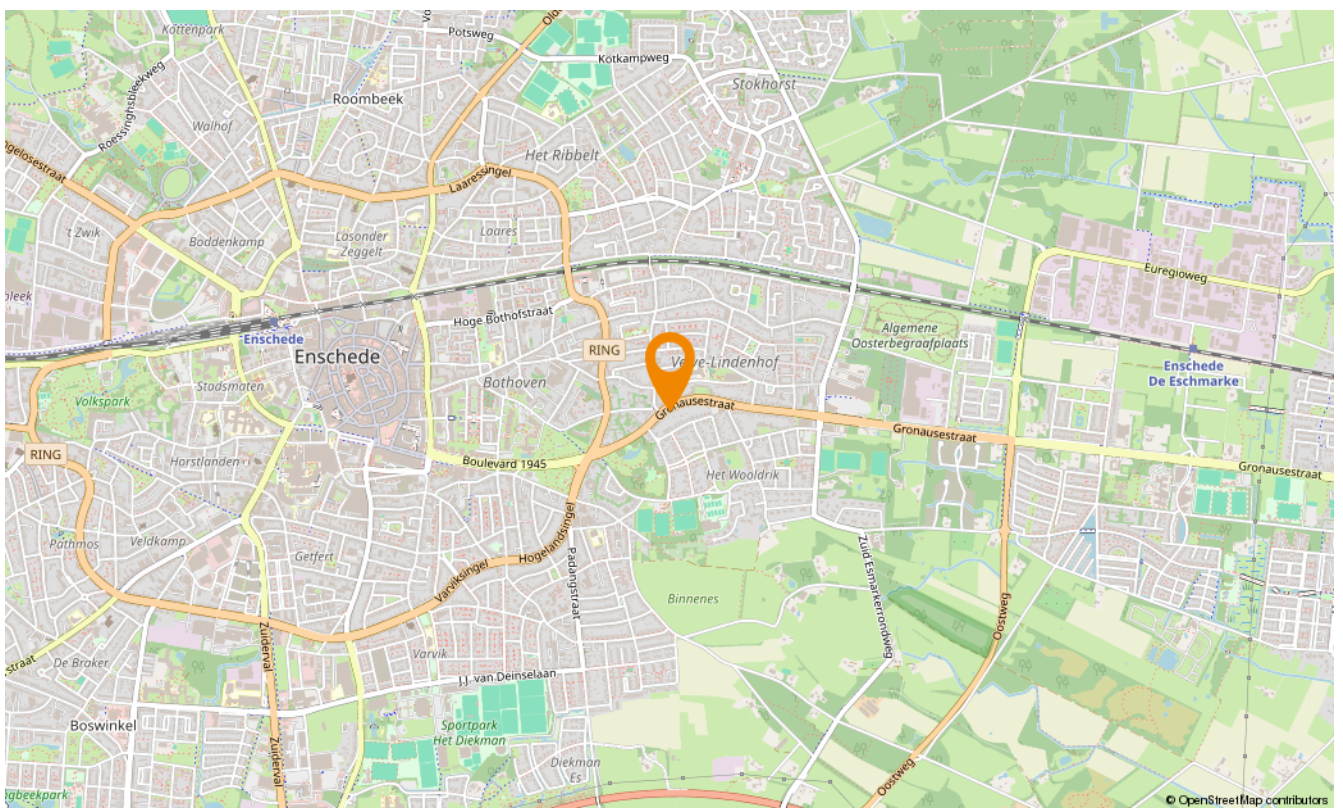 Kottenpark
Potsweg
Kotkampweg
Stokhorst
Roessinghsbleekweg
Roombeek
Walhof
Het Ribbelt
Laaressingel
't Zwik
Boddenkamp
Lasonder
Zeggelt
Laares
Euregioweg
Hoge Bothofstraat
Algemene
Oosterbegraafplaats
Enschede
Enschede
RING
Enschede
De Eschmarke
Stadsmaten
Bothoven
Volkspark
Gronausestraat
Gronausestraat
Gronausestraat
RING
Horstlanden
Boulevard 1945
Het Wooldrik
Pathmos
Veldkamp
Getfert
Hogelandsingel
Varviksingel
Padangstraat
Zuid Esmarkerrondweg
Binnenes
Oostweg
Zuiderval
De Braker
Varvik
J.J. van Deinselaan
Boswinkel
Sportpark
Het Diekman
Zuiderval
Diekman
Es
Oostweg
© OpenStreetMap contributors